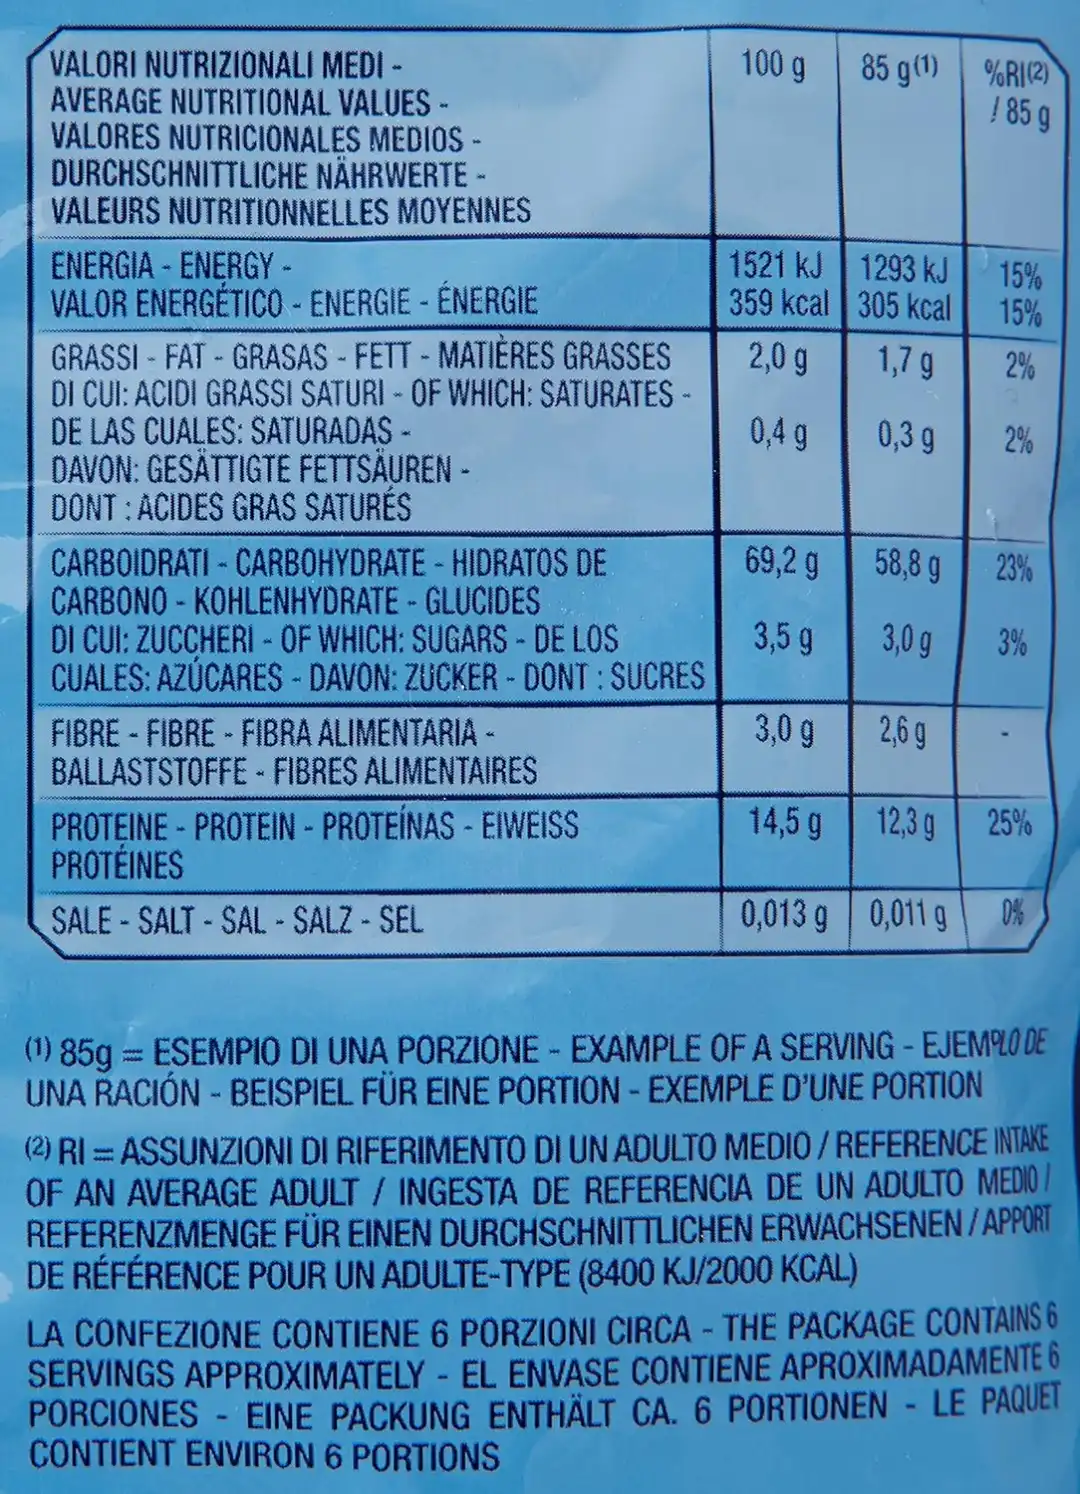 VALORI NUTRIZIONALI MEDI - 100 g 85 g(1) %RI(2)
AVERAGE NUTRITIONAL VALUES - / 85 g
VALORES NUTRICIONALES MEDIOS -
DURCHSCHNITTLICHE NÄHRWERTE -
VALEURS NUTRITIONNELLES MOYENNES
ENERGIA - ENERGY - 1521 kJ 1293 kJ 15%
VALOR ENERGÉTICO - ENERGIE - ÉNERGIE 359 kcal 305 kcal 15%
GRASSI - FAT - GRASAS - FETT - MATIÈRES GRASSES 2,0 g 1,7 g 2%
DI CUI: ACIDI GRASSI SATURI - OF WHICH: SATURATES -
DE LAS CUALES: SATURADAS - 0,4 g 0,3 g 2%
DAVON: GESÄTTIGTE FETTSÄUREN -
DONT : ACIDES GRAS SATURÉS
CARBOIDRATI - CARBOHYDRATE - HIDRATOS DE 69,2 g 58,8 g 23%
CARBONO - KOHLENHYDRATE - GLUCIDES
DI CUI: ZUCCHERI - OF WHICH: SUGARS - DE LOS 3,5 g 3,0 g 3%
CUALES: AZÚCARES - DAVON: ZUCKER - DONT : SUCRES
FIBRE - FIBRE - FIBRA ALIMENTARIA - 3,0 g 2,6 g -
BALLASTSTOFFE - FIBRES ALIMENTAIRES
PROTEINE - PROTEIN - PROTEÍNAS - EIWEISS 14,5 g 12,3 g 25%
PROTÉINES
SALE - SALT - SAL - SALZ - SEL 0,013 g 0,011 g 0%
(1) 85g = ESEMPIO DI UNA PORZIONE - EXAMPLE OF A SERVING - EJEMPLO DE
UNA RACIÓN - BEISPIEL FÜR EINE PORTION - EXEMPLE D'UNE PORTION
(2) RI = ASSUNZIONI DI RIFERIMENTO DI UN ADULTO MEDIO / REFERENCE INTAKE
OF AN AVERAGE ADULT / INGESTA DE REFERENCIA DE UN ADULTO MEDIO /
REFERENZMENGE FÜR EINEN DURCHSCHNITTLICHEN ERWACHSENEN / APPORT
DE RÉFÉRENCE POUR UN ADULTE-TYPE (8400 KJ/2000 KCAL)
LA CONFEZIONE CONTIENE 6 PORZIONI CIRCA - THE PACKAGE CONTAINS 6
SERVINGS APPROXIMATELY - EL ENVASE CONTIENE APROXIMADAMENTE 6
PORCIONES - EINE PACKUNG ENTHÄLT CA. 6 PORTIONEN - LE PAQUET
CONTIENT ENVIRON 6 PORTIONS